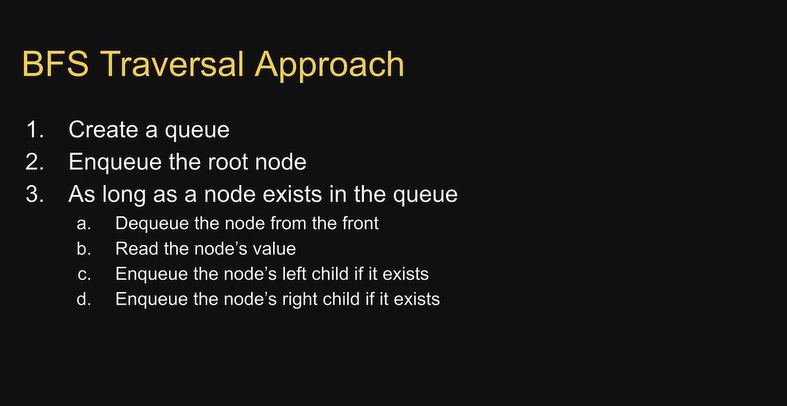 BFS Traversal Approach
1. Create a queue
2. Enqueue the root node
3. As long as a node exists in the queue
a. Dequeue the node from the front
b. Read the node’s value
c. Enqueue the node’s left child if it exists
d. Enqueue the node’s right child if it exists